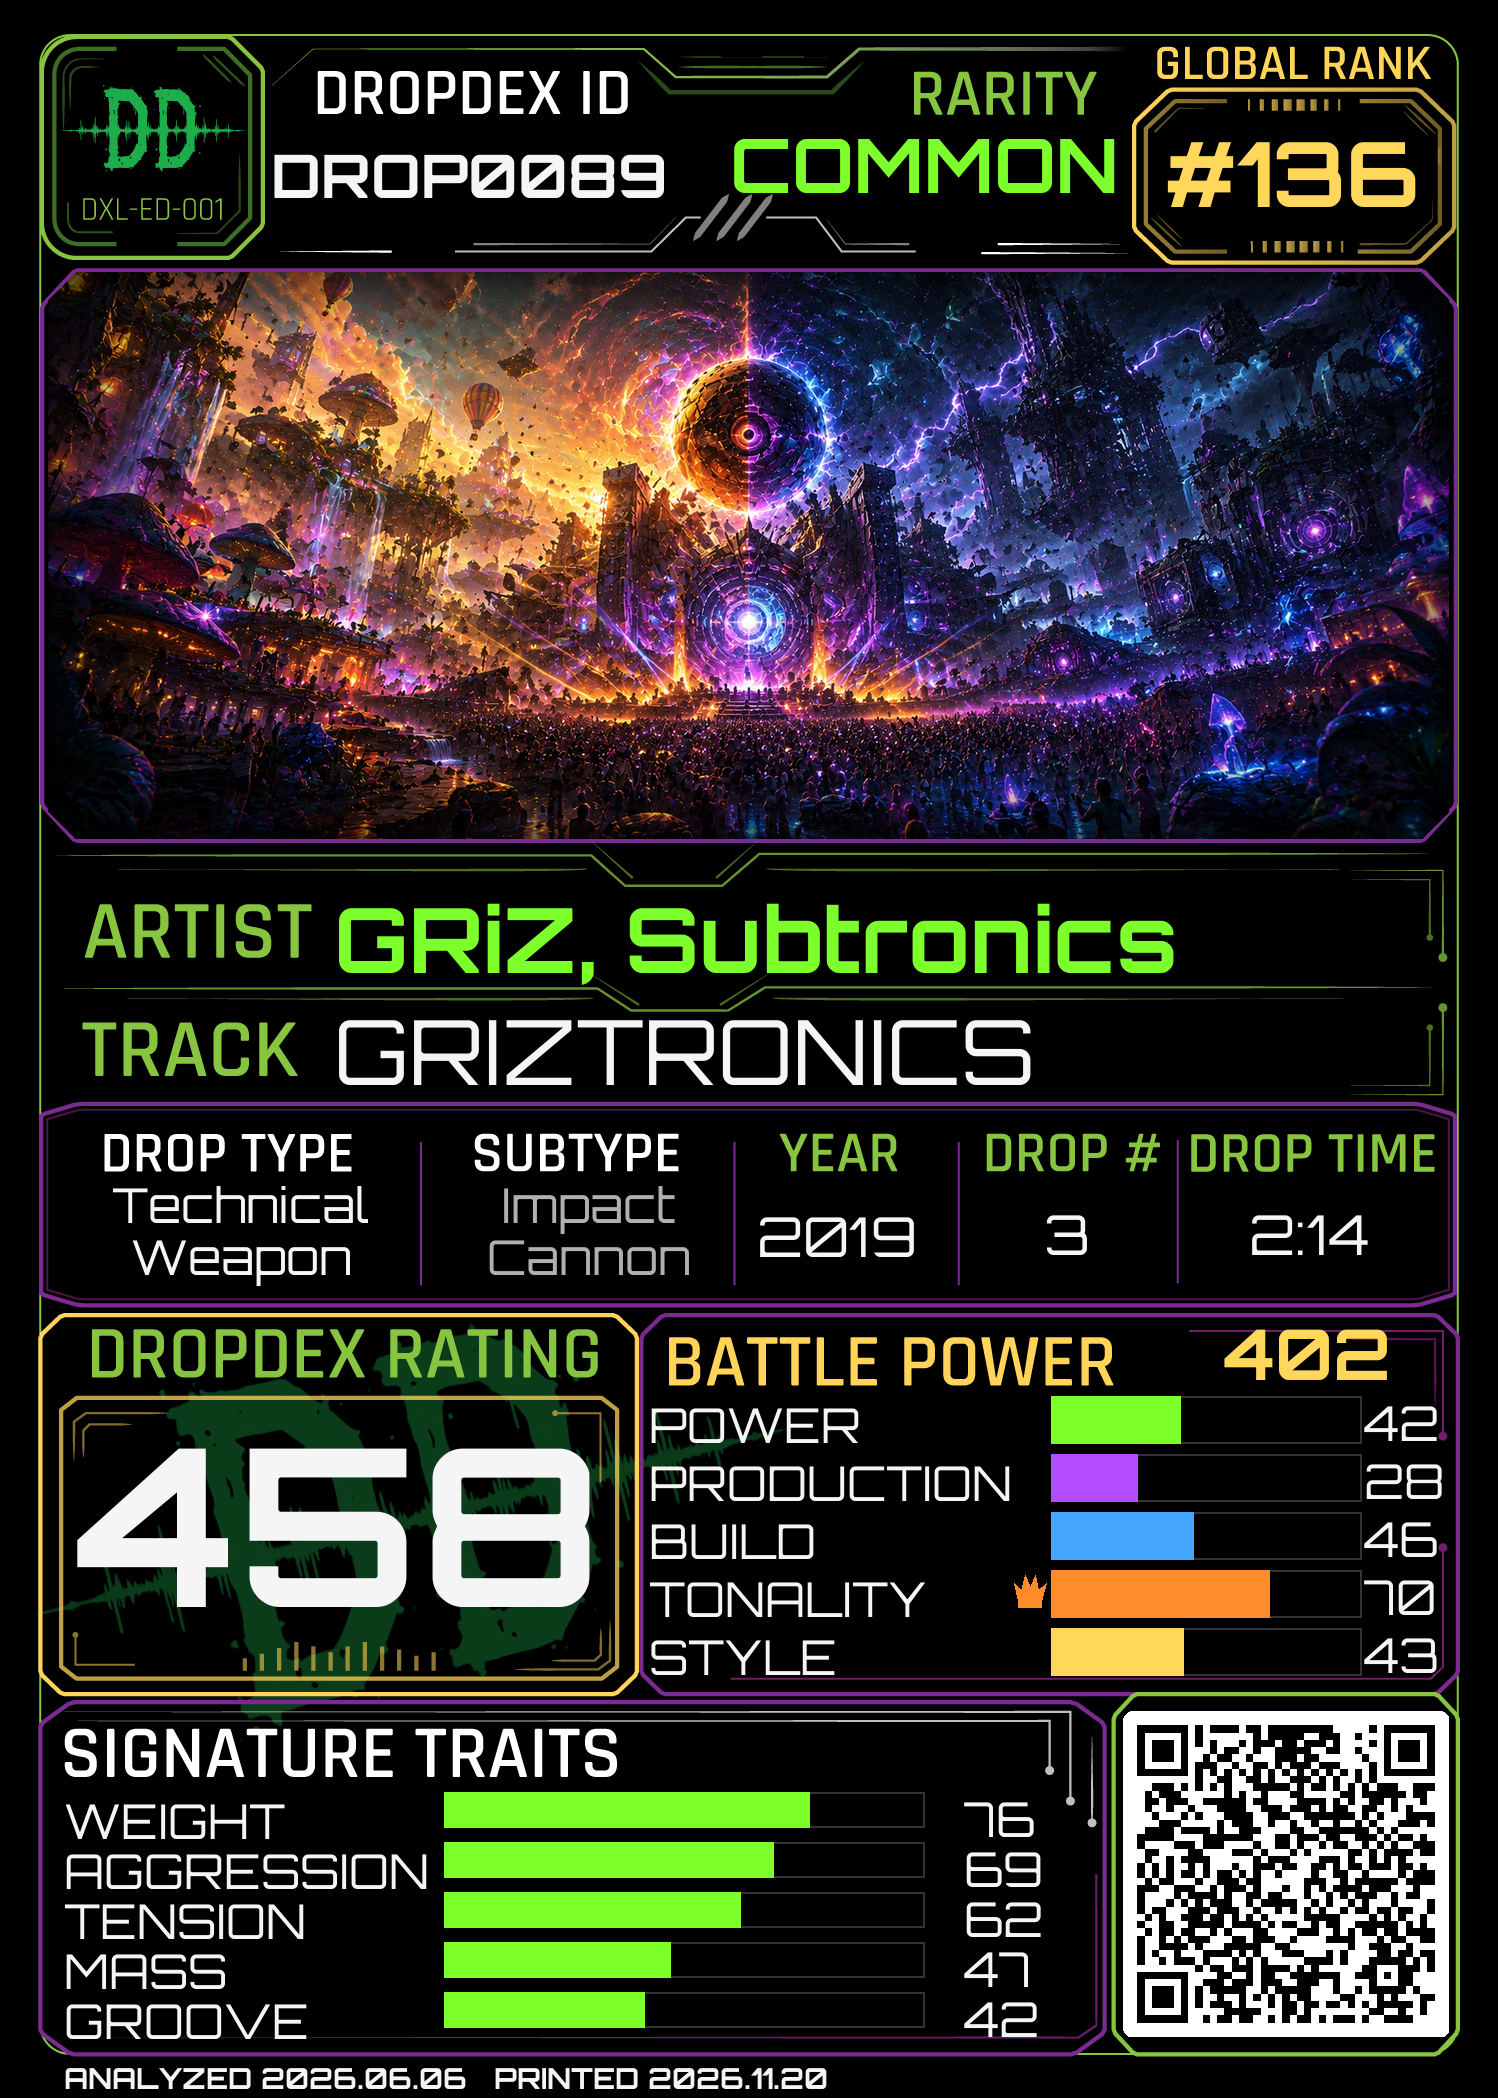 DD
DXL-ED-001
DROPDEX ID
DROP0089
RARITY
COMMON
GLOBAL RANK
#136
ARTIST GRiZ, Subtronics
TRACK GRIZTRONICS
DROP TYPE
Technical
Weapon
SUBTYPE
Impact
Cannon
YEAR
2019
DROP #
3
DROP TIME
2:14
DROPDEX RATING
458
BATTLE POWER 402
POWER 42
PRODUCTION 28
BUILD 46
TONALITY 70
STYLE 43
SIGNATURE TRAITS
WEIGHT 76
AGGRESSION 69
TENSION 62
MASS 47
GROOVE 42
ANALYZED 2026.06.06 PRINTED 2026.11.20